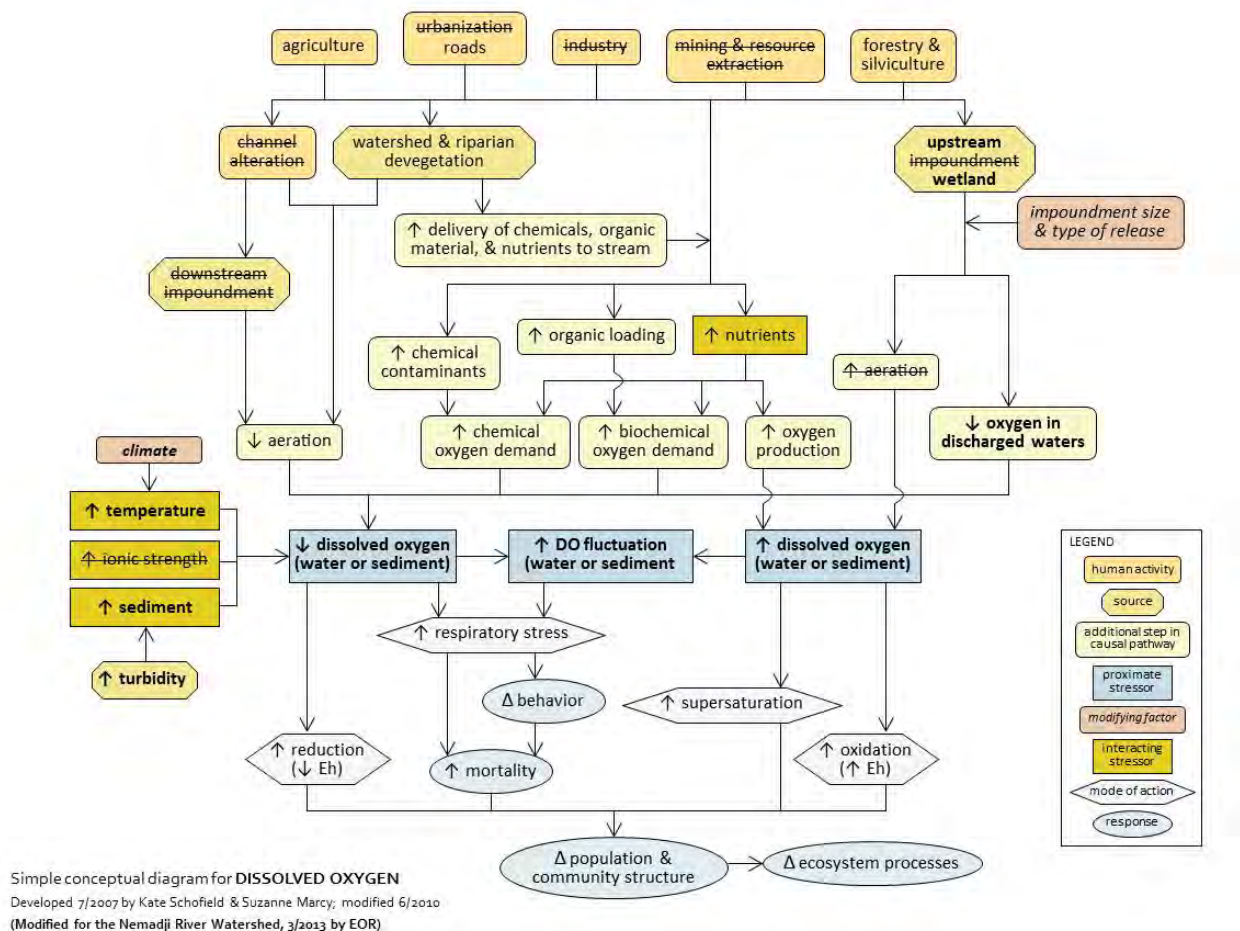 agriculture
urbanization
roads
industry
mining & resource
extraction
forestry &
silviculture
channel
alteration
watershed & riparian
devegetation
upstream
impoundment
wetland
impoundment size
& type of release
↑ delivery of chemicals, organic
material, & nutrients to stream
downstream
impoundment
↑ chemical
contaminants
↑ organic loading
↑ nutrients
↑ aeration
↓ aeration
↑ chemical
oxygen demand
↑ biochemical
oxygen demand
↑ oxygen
production
↓ oxygen in
discharged waters
climate
↑ temperature
↑ ionic strength
↑ sediment
↑ turbidity
↓ dissolved oxygen
(water or sediment)
↑ DO fluctuation
(water or sediment
↑ dissolved oxygen
(water or sediment)
↑ respiratory stress
Δ behavior
↑ supersaturation
↑ reduction
(↓ Eh)
↑ mortality
↑ oxidation
(↑ Eh)
Δ population &
community structure
Δ ecosystem processes
LEGEND
human activity
source
additional step in
causal pathway
proximate
stressor
modifying factor
interacting
stressor
mode of action
response
Simple conceptual diagram for DISSOLVED OXYGEN
Developed 7/2007 by Kate Schofield & Suzanne Marcy; modified 6/2010
(Modified for the Nemadji River Watershed, 3/2013 by EOR)